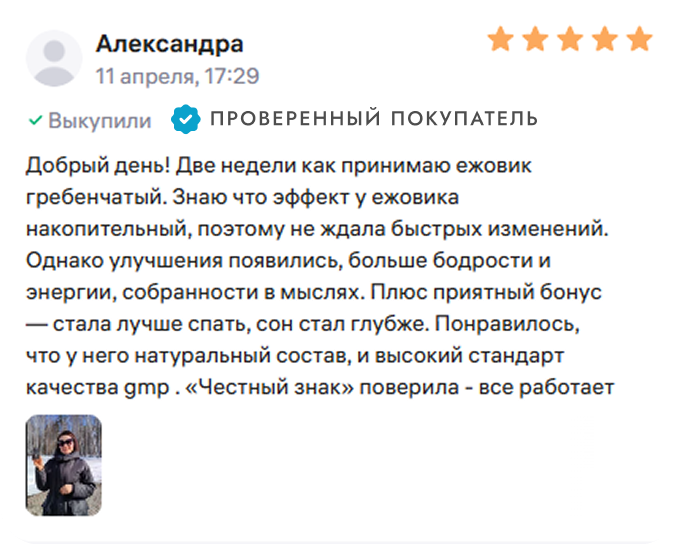 Александра
11 апреля, 17:29
Выкупили ПРОВЕРЕННЫЙ ПОКУПАТЕЛЬ
Добрый день! Две недели как принимаю ежовик
гребенчатый. Знаю что эффект у ежовика
накопительный, поэтому не ждала быстрых изменений.
Однако улучшения появились, больше бодрости и
энергии, собранности в мыслях. Плюс приятный бонус
— стала лучше спать, сон стал глубже. Понравилось,
что у него натуральный состав, и высокий стандарт
качества gmp . «Честный знак» поверила - все работает